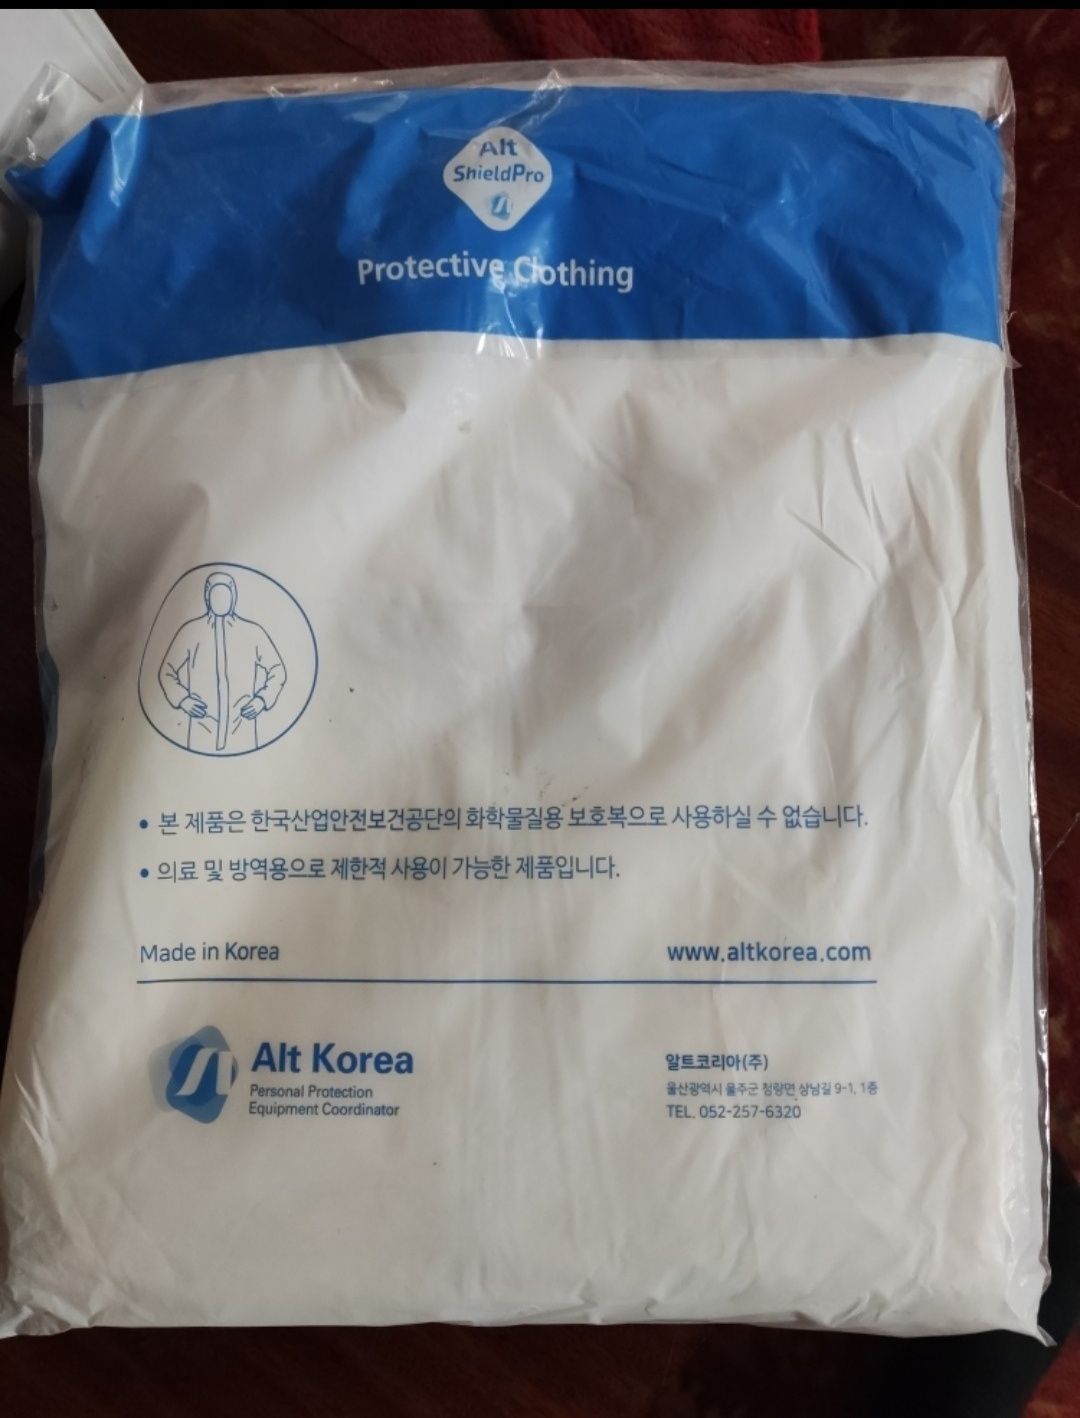 Alt
ShieldPro
Protective Clothing
• 본 제품은 한국산업안전보건공단의 화학물질용 보호복으로 사용하실 수 없습니다.
• 의료 및 방역용으로 제한적 사용이 가능한 제품입니다.
Made in Korea
www.altkorea.com
Alt Korea
Personal Protection
Equipment Coordinator
알트코리아(주)
울산광역시 울주군 청량면 상남길 9-1, 1층
TEL. 052-257-6320